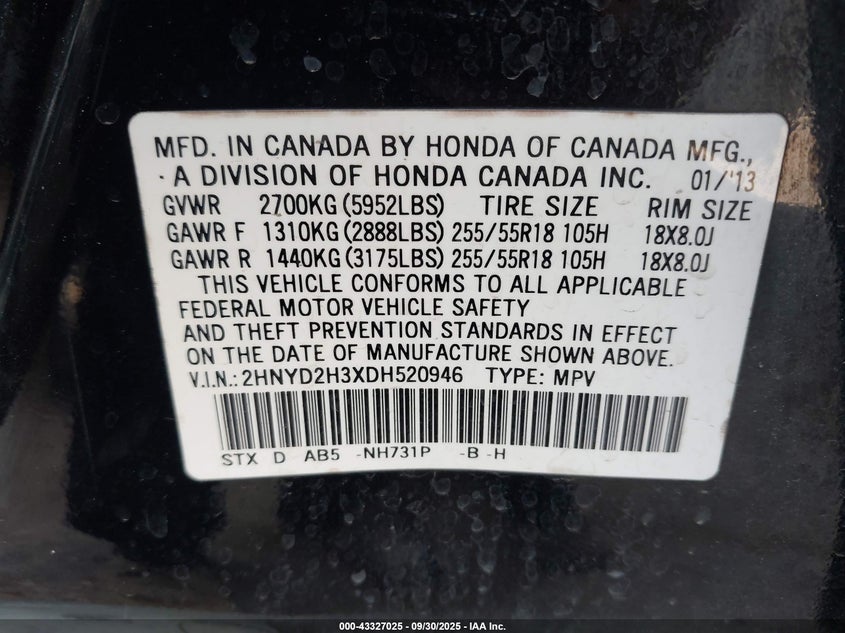 MFD. IN CANADA BY HONDA OF CANADA MFG.,
A DIVISION OF HONDA CANADA INC. 01/'13
GVWR 2700KG (5952LBS) TIRE SIZE RIM SIZE
GAWR F 1310KG (2888LBS) 255/55R18 105H 18X8.0J
GAWR R 1440KG (3175LBS) 255/55R18 105H 18X8.0J
THIS VEHICLE CONFORMS TO ALL APPLICABLE
FEDERAL MOTOR VEHICLE SAFETY
AND THEFT PREVENTION STANDARDS IN EFFECT
ON THE DATE OF MANUFACTURE SHOWN ABOVE.
V.I.N.: 2HNYD2H3XDH520946 TYPE: MPV
STX D AB5 -NH731P -B -H
000-43327025 - 09/30/2025 - IAA Inc.